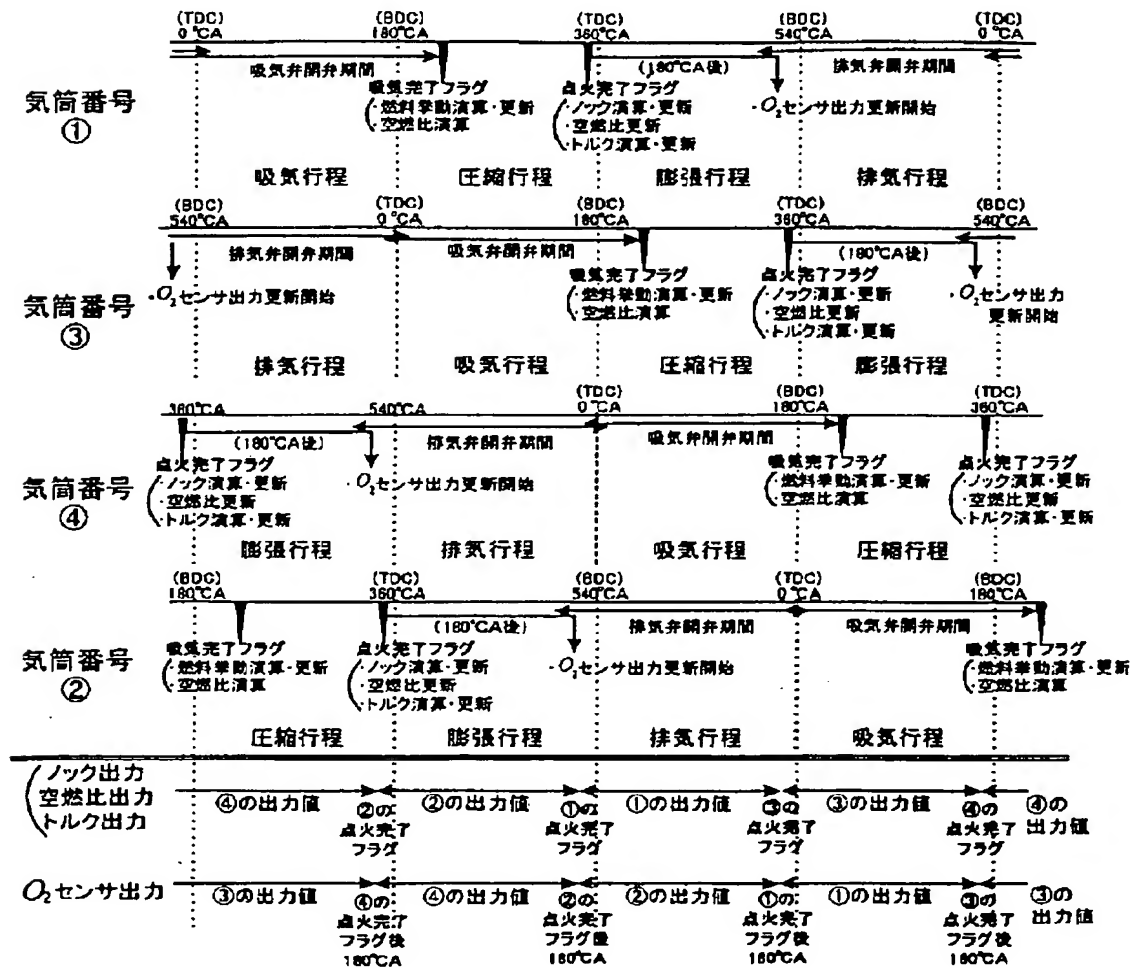 (TDC) (BDC) (TDC) (BDC) (TDC)
0°CA 180°CA 360°CA 540°CA 0°CA
吸気弁開弁期間 (180°CA後) 排気弁開弁期間
気筒番号
①
吸気完了フラグ
・燃料挙動演算・更新
・空燃比演算
点火完了フラグ
・ノック演算・更新
・空燃比更新
・トルク演算・更新
・O₂センサ出力更新開始
吸気行程 圧縮行程 膨張行程 排気行程
(BDC) (TDC) (BDC) (TDC) (BDC)
540°CA 0°CA 180°CA 360°CA 540°CA
排気弁開弁期間 吸気弁開弁期間 (180°CA後)
気筒番号
③
・O₂センサ出力更新開始
吸気完了フラグ
・燃料挙動演算・更新
・空燃比演算
点火完了フラグ
・ノック演算・更新
・空燃比更新
・トルク演算・更新
・O₂センサ出力
更新開始
排気行程 吸気行程 圧縮行程 膨張行程
(TDC) (BDC) (TDC)
360°CA 540°CA 0°CA 180°CA 360°CA
(180°CA後) 排気弁開弁期間 吸気弁開弁期間
気筒番号
④
点火完了フラグ
・ノック演算・更新
・空燃比更新
・トルク演算・更新
・O₂センサ出力更新開始
吸気完了フラグ
・燃料挙動演算・更新
・空燃比演算
点火完了フラグ
・ノック演算・更新
・空燃比更新
・トルク演算・更新
膨張行程 排気行程 吸気行程 圧縮行程
(BDC) (TDC) (BDC) (TDC) (BDC)
180°CA 360°CA 540°CA 0°CA 180°CA
(180°CA後) 排気弁開弁期間 吸気弁開弁期間
気筒番号
②
吸気完了フラグ
・燃料挙動演算・更新
・空燃比演算
点火完了フラグ
・ノック演算・更新
・空燃比更新
・トルク演算・更新
・O₂センサ出力更新開始
吸気完了フラグ
・燃料挙動演算・更新
・空燃比演算
圧縮行程 膨張行程 排気行程 吸気行程
ノック出力
空燃比出力
トルク出力
④の出力値 ②の出力値 ①の出力値 ③の出力値 ④の
出力値
②の
点火完了
フラグ
①の
点火完了
フラグ
③の
点火完了
フラグ
④の
点火完了
フラグ
O₂センサ出力
③の出力値 ④の出力値 ②の出力値 ①の出力値 ③の
出力値
④の
点火完了
フラグ後
180°CA
②の
点火完了
フラグ後
180°CA
①の
点火完了
フラグ後
180°CA
③の
点火完了
フラグ後
180°CA